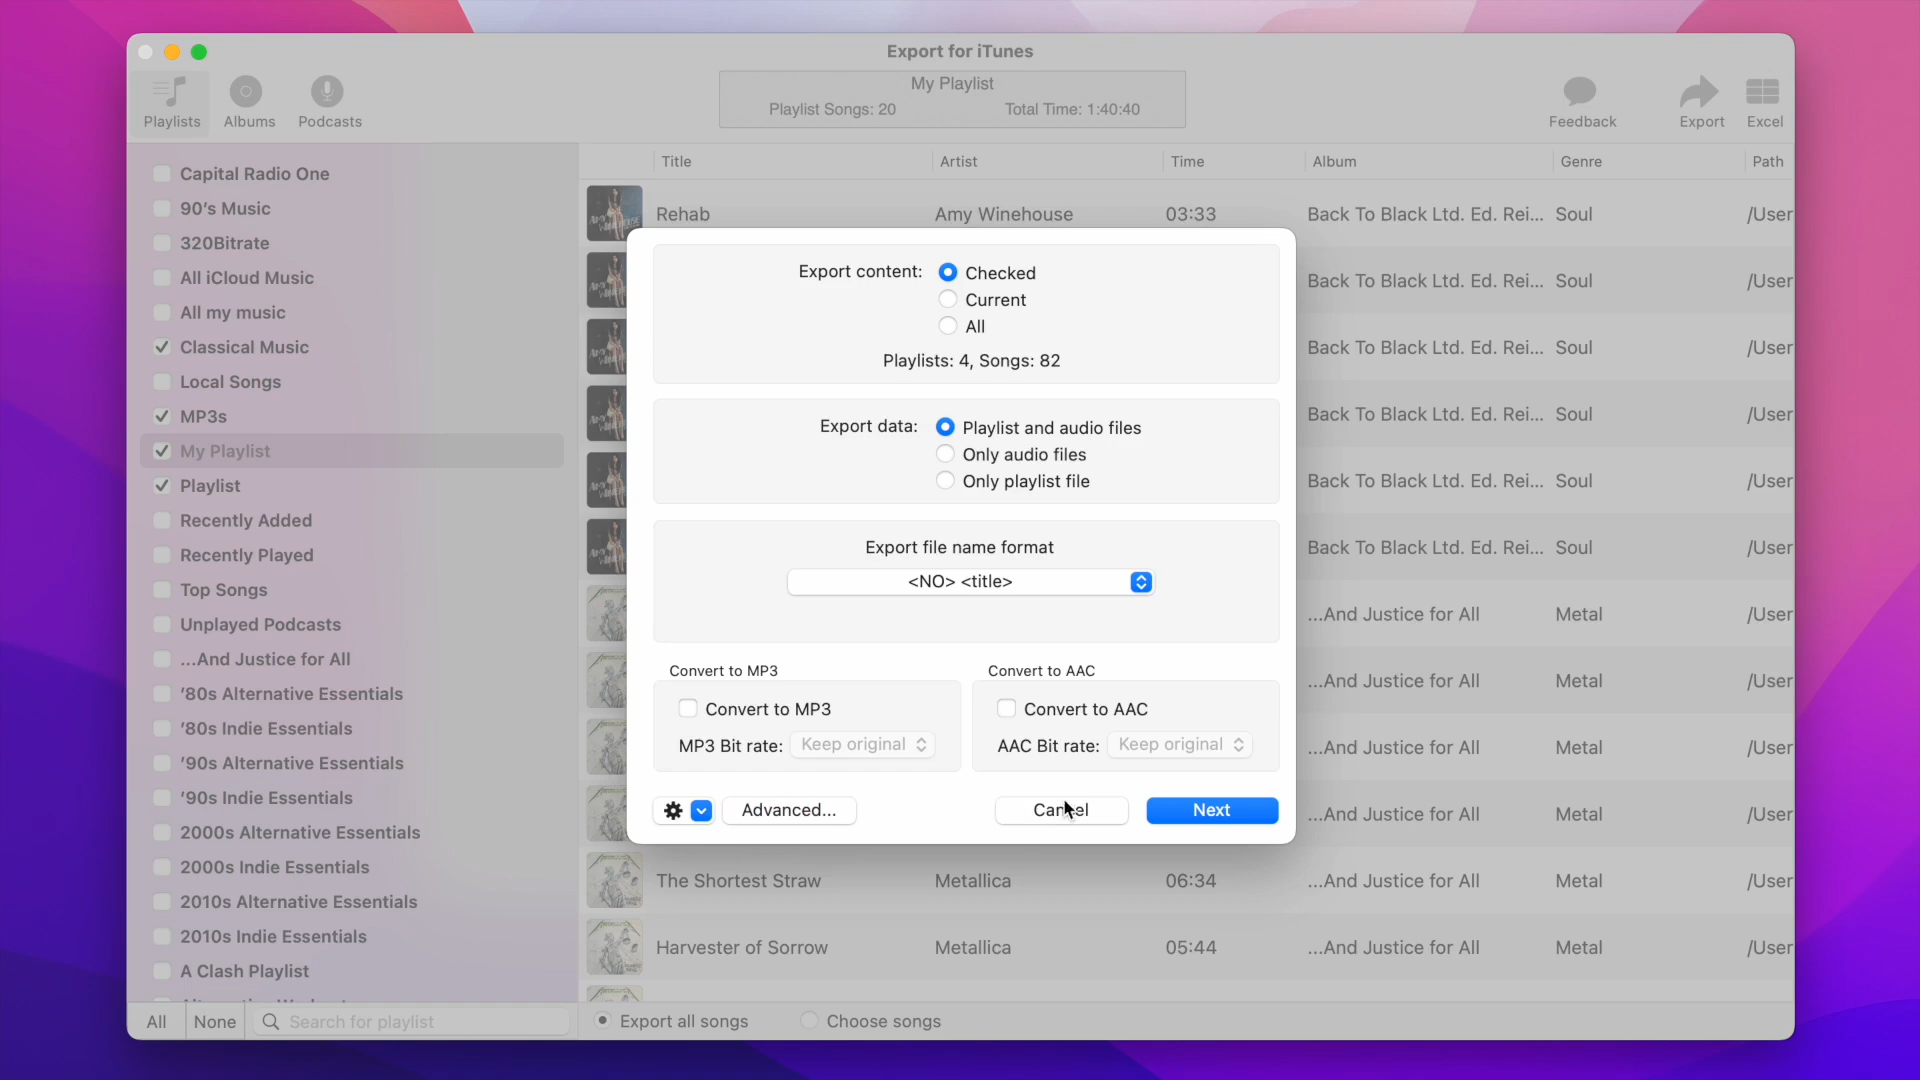 Export for iTunes
Playlists
Albums
Podcasts
My Playlist
Playlist Songs: 20
Total Time: 1:40:40
Feedback
Export
Excel
Capital Radio One
90's Music
320Bitrate
All iCloud Music
All my music
Classical Music
Local Songs
MP3s
My Playlist
Playlist
Recently Added
Recently Played
Top Songs
Unplayed Podcasts
...And Justice for All
'80s Alternative Essentials
'80s Indie Essentials
'90s Alternative Essentials
'90s Indie Essentials
2000s Alternative Essentials
2000s Indie Essentials
2010s Alternative Essentials
2010s Indie Essentials
A Clash Playlist
All
None
Search for playlist
Title Artist Time Album Genre Path
Rehab Amy Winehouse 03:33 Back To Black Ltd. Ed. Rei... Soul /User
Back To Black Ltd. Ed. Rei... Soul /User
Back To Black Ltd. Ed. Rei... Soul /User
Back To Black Ltd. Ed. Rei... Soul /User
Back To Black Ltd. Ed. Rei... Soul /User
Back To Black Ltd. Ed. Rei... Soul /User
...And Justice for All Metal /User
...And Justice for All Metal /User
...And Justice for All Metal /User
...And Justice for All Metal /User
The Shortest Straw Metallica 06:34 ...And Justice for All Metal /User
Harvester of Sorrow Metallica 05:44 ...And Justice for All Metal /User
Export all songs
Choose songs
Export content:
Checked
Current
All
Playlists: 4, Songs: 82
Export data:
Playlist and audio files
Only audio files
Only playlist file
Export file name format
<NO> <title>
Convert to MP3
Convert to MP3
MP3 Bit rate: Keep original
Convert to AAC
Convert to AAC
AAC Bit rate: Keep original
Advanced...
Cancel
Next